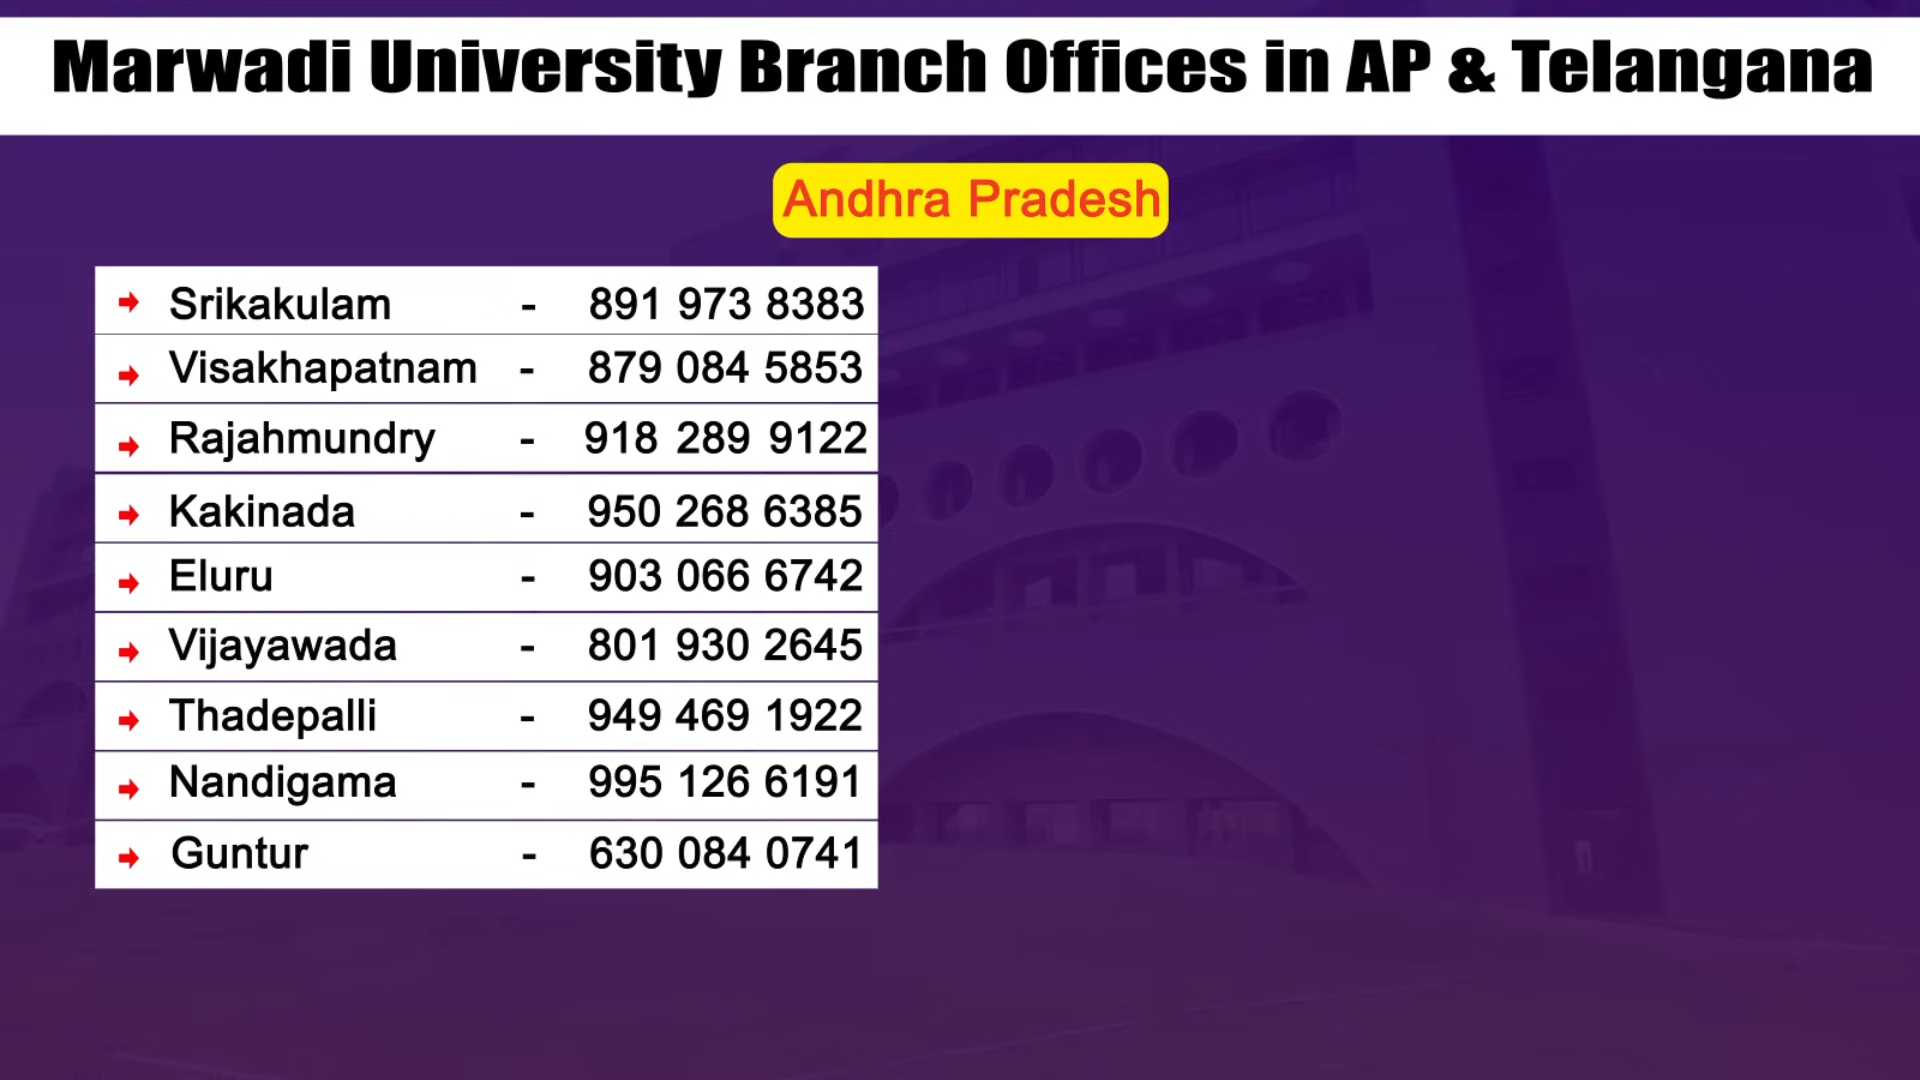 Marwadi University Branch Offices in AP & Telangana
Andhra Pradesh
Srikakulam - 891 973 8383
Visakhapatnam - 879 084 5853
Rajahmundry - 918 289 9122
Kakinada - 950 268 6385
Eluru - 903 066 6742
Vijayawada - 801 930 2645
Thadepalli - 949 469 1922
Nandigama - 995 126 6191
Guntur - 630 084 0741